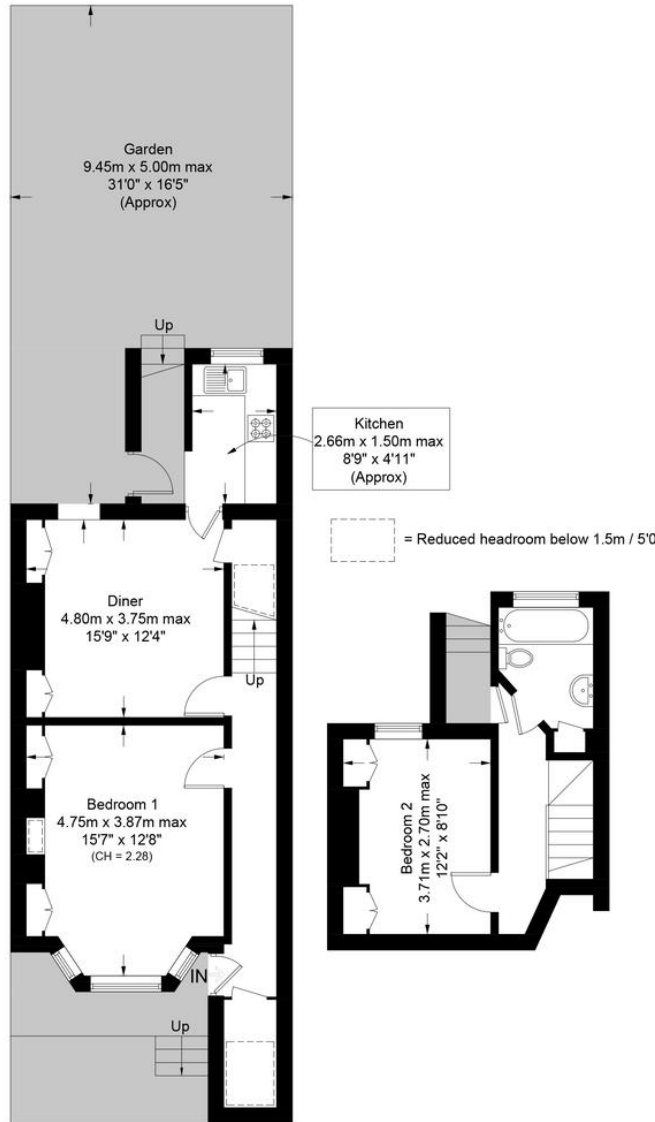 Garden
9.45m x 5.00m max
31'0" x 16'5"
(Approx)
Up
Kitchen
2.66m x 1.50m max
8'9" x 4'11"
(Approx)
= Reduced headroom below 1.5m / 5'0
Diner
4.80m x 3.75m max
15'9" x 12'4"
Up
Bedroom 1
4.75m x 3.87m max
15'7" x 12'8"
(CH = 2.28)
Bedroom 2
3.71m x 2.70m max
12'2" x 8'10"
IN
Up